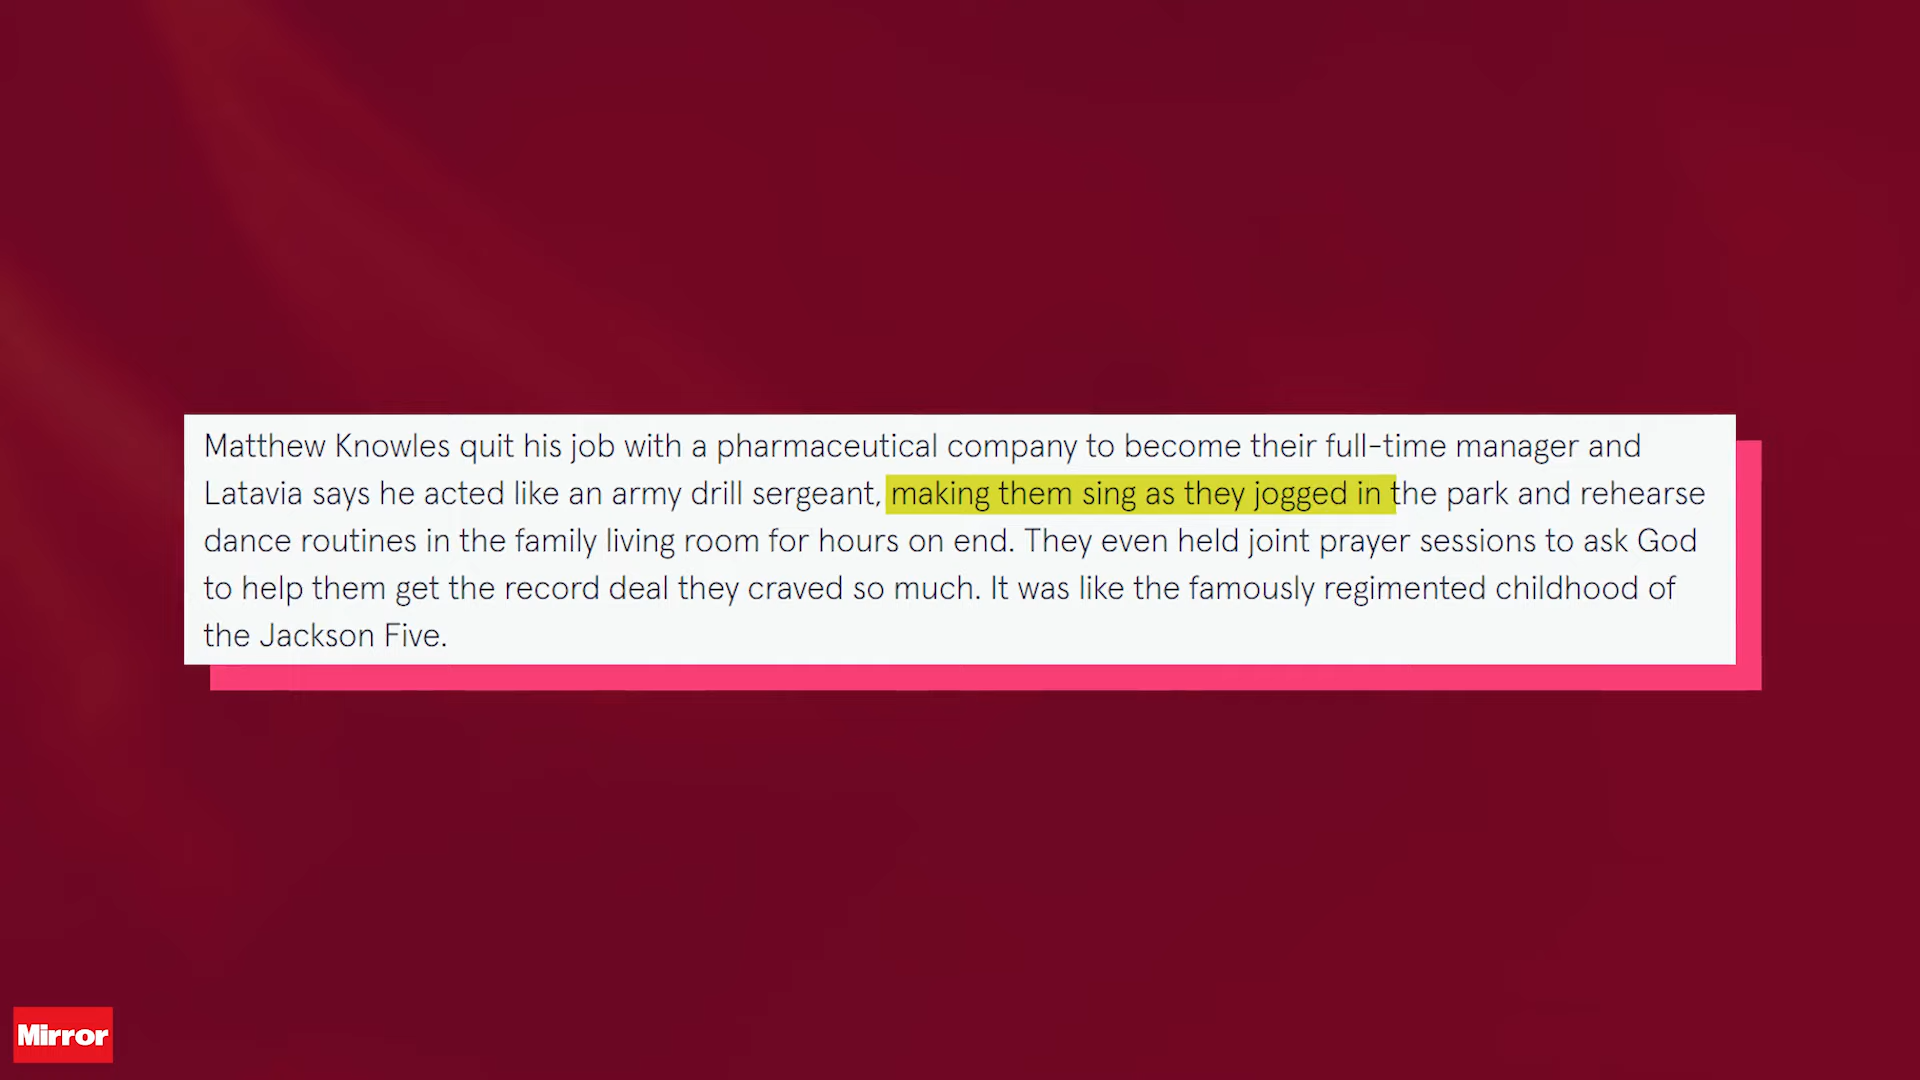 Matthew Knowles quit his job with a pharmaceutical company to become their full-time manager and
Latavia says he acted like an army drill sergeant, making them sing as they jogged in the park and rehearse
dance routines in the family living room for hours on end. They even held joint prayer sessions to ask God
to help them get the record deal they craved so much. It was like the famously regimented childhood of
the Jackson Five.
Mirror